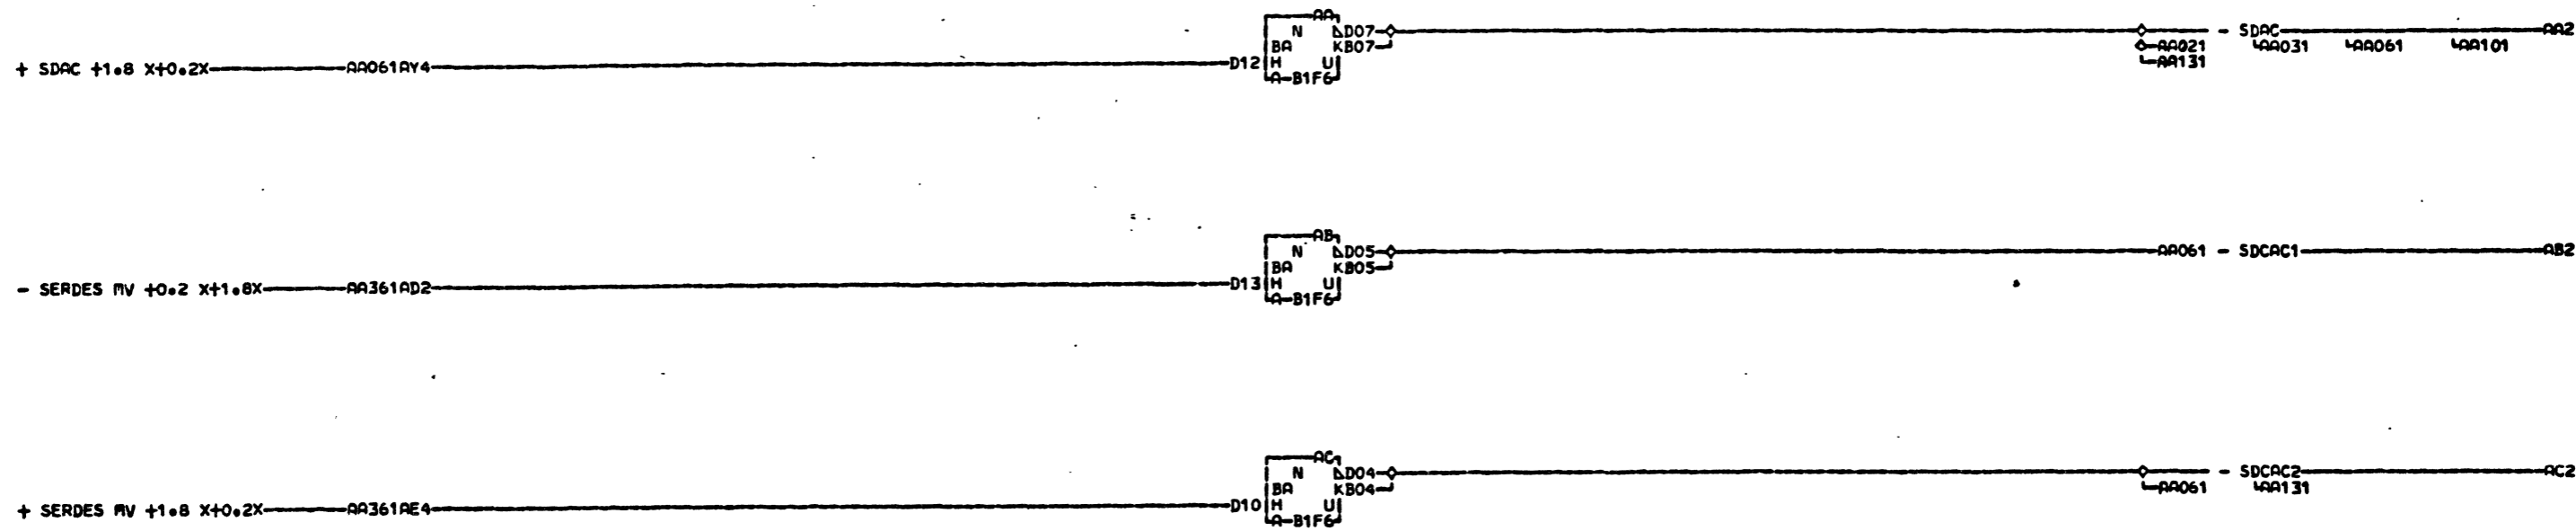 AA
N D07 - SDAC AA2
BA KB07 AA021 AA031 AA061 AA101
+ SDAC +1.8 X+0.2X AA061AY4 D12 H U AA131
A-B1F6
AB
N D05 AA061 - SDCAC1 AB2
BA KB05
- SERDES MV +0.2 X+1.8X AA361AD2 D13 H U
A-B1F6
AC
N D04 - SDCAC2 AC2
BA KB04 AA061 AA131
+ SERDES MV +1.8 X+0.2X AA361AE4 D10 H U
A-B1F6